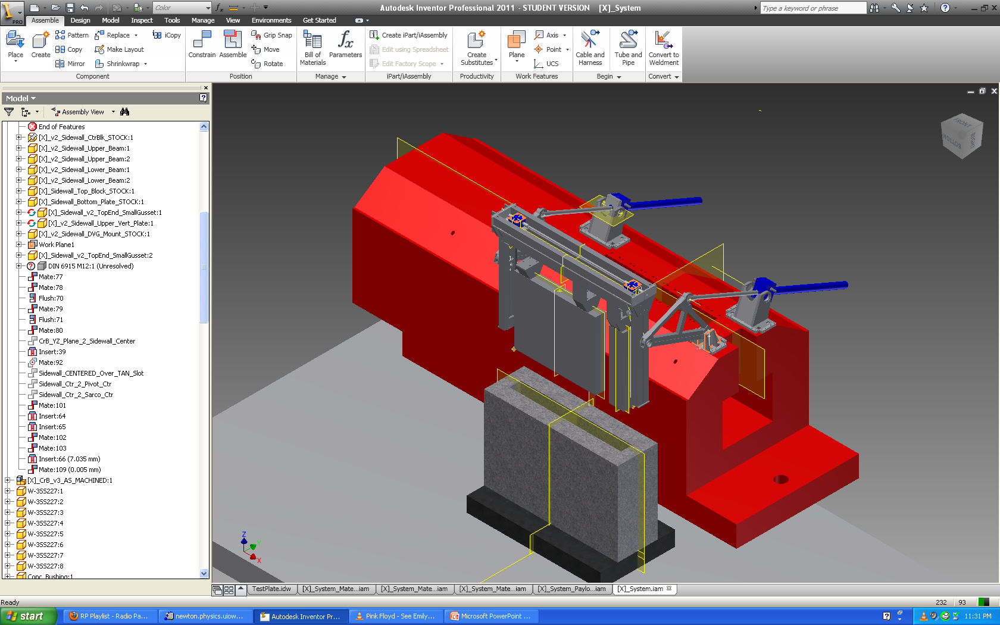 Color
Autodesk Inventor Professional 2011 - STUDENT VERSION [X]_System
Type a keyword or phrase
PRO
Assemble Design Model Inspect Tools Manage View Environments Get Started
Place
Create
Pattern
Copy
Mirror
Replace
Make Layout
Shrinkwrap
iCopy
Component
Constrain
Assemble
Grip Snap
Move
Rotate
Position
Bill of
Materials
Parameters
Manage
Create iPart/iAssembly
Edit using Spreadsheet
Edit Factory Scope
iPart/iAssembly
Create
Substitutes
Productivity
Plane
Axis
Point
UCS
Work Features
Cable and
Harness
Tube and
Pipe
Begin
Convert to
Weldment
Convert
Model
Assembly View
End of Features
[X]_v2_Sidewall_CtrBlk_STOCK:1
[X]_v2_Sidewall_Upper_Beam:1
[X]_v2_Sidewall_Upper_Beam:2
[X]_v2_Sidewall_Lower_Beam:1
[X]_v2_Sidewall_Lower_Beam:2
[X]_Sidewall_Top_Block_STOCK:1
[X]_Sidewall_Bottom_Plate_STOCK:1
[X]_Sidewall_v2_TopEnd_SmallGusset:1
[X]_v2_Sidewall_Upper_Vert_Plate:1
[X]_v2_Sidewall_DVG_Mount_STOCK:1
Work Plane1
[X]_Sidewall_v2_TopEnd_SmallGusset:2
DIN 6915 M12:1 (Unresolved)
Mate:77
Mate:78
Flush:70
Mate:79
Flush:71
Mate:80
CrB_YZ_Plane_2_Sidewall_Center
Insert:39
Mate:92
Sidewall_CENTERED_Over_TAN_Slot
Sidewall_Ctr_2_Pivot_Ctr
Sidewall_Ctr_2_Sarco_Ctr
Mate:101
Insert:64
Insert:65
Mate:102
Mate:103
Insert:66 (7.035 mm)
Mate:109 (0.005 mm)
[X]_CrB_v3_AS_MACHINED:1
W-355227:1
W-355227:2
W-355227:3
W-355227:4
W-355227:5
W-355227:6
W-355227:7
W-355227:8
Conc_Bushing:1
FRONT
RIGHT
BOTTOM
Z
Y
X
TestPlate.idw [X]_System_Mate...iam [X]_System_Mate...iam [X]_System_Mate...iam [X]_System_Paylo...iam [X]_System.iam
Ready
232 93
start RP Playlist - Radio Pa... newton.physics.uiow... Autodesk Inventor Pr... Pink Floyd - See Emily... Microsoft PowerPoint ... 11:31 PM